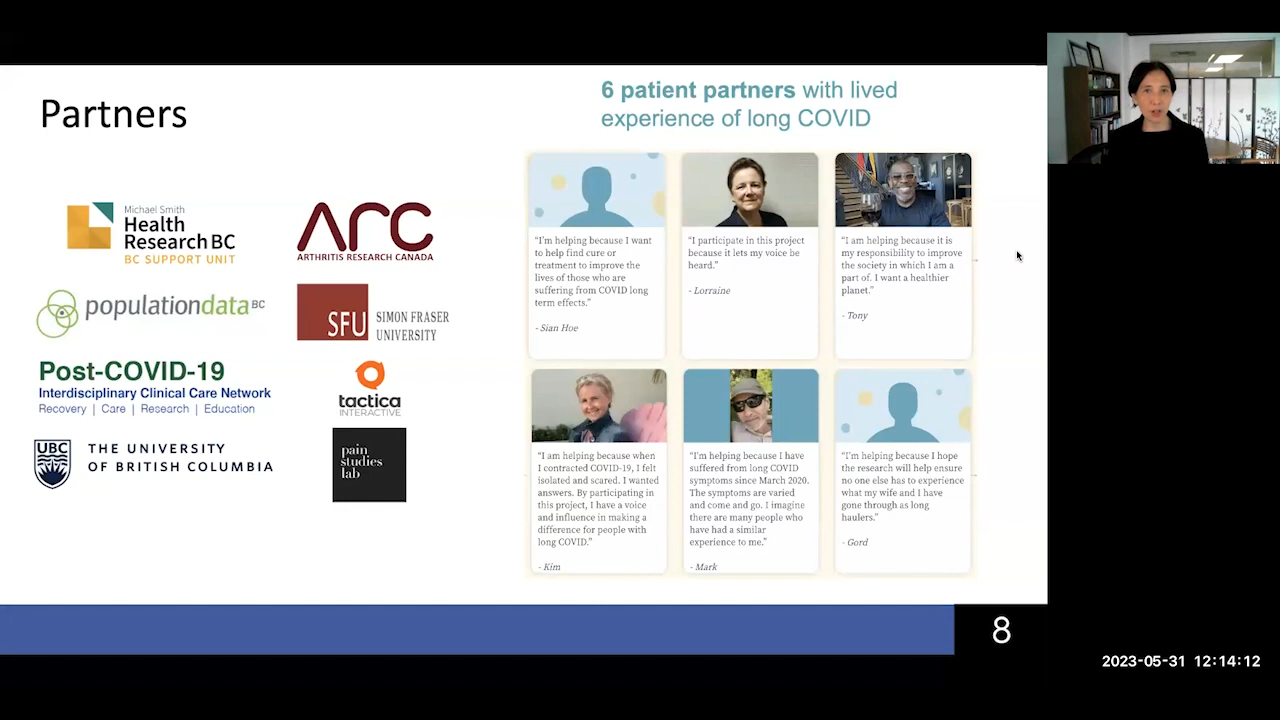 Partners
Michael Smith
Health
Research BC
BC SUPPORT UNIT
ARC
ARTHRITIS RESEARCH CANADA
populationdata BC
SFU
SIMON FRASER
UNIVERSITY
Post-COVID-19
Interdisciplinary Clinical Care Network
Recovery | Care | Research | Education
tactica
INTERACTIVE
UBC
THE UNIVERSITY
OF BRITISH COLUMBIA
pain
studies
lab
6 patient partners with lived
experience of long COVID
“I’m helping because I want
to help find cure or
treatment to improve the
lives of those who are
suffering from COVID long
term effects.”
- Sian Hoe
“I participate in this project
because it lets my voice be
heard.”
- Lorraine
“I am helping because it is
my responsibility to improve
the society in which I am a
part of. I want a healthier
planet.”
- Tony
“I am helping because when
I contracted COVID-19, I felt
isolated and scared. I wanted
answers. By participating in
this project, I have a voice
and influence in making a
difference for people with
long COVID.”
- Kim
“I’m helping because I have
suffered from long COVID
symptoms since March 2020.
The symptoms are varied
and come and go. I imagine
there are many people who
have had a similar
experience to me.”
- Mark
“I’m helping because I hope
the research will help ensure
no one else has to experience
what my wife and I have
gone through as long
haulers.”
- Gord
8
2023-05-31 12:14:12